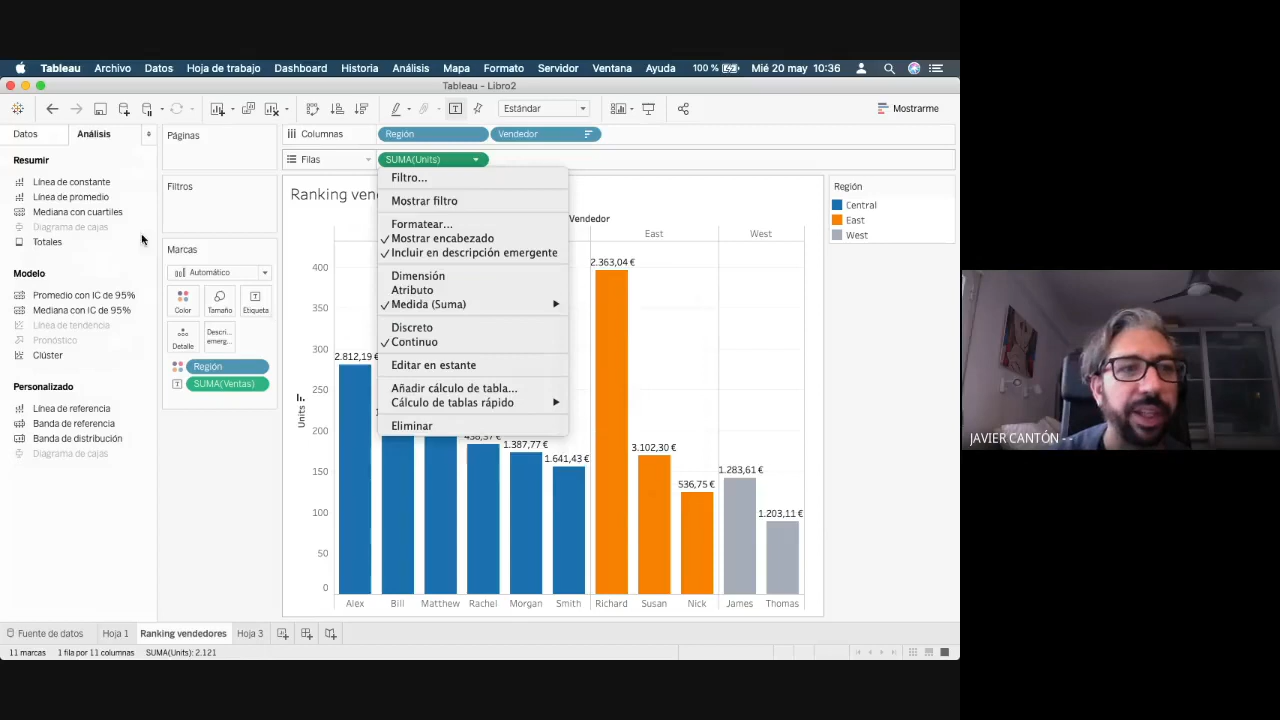 Tableau Archivo Datos Hoja de trabajo Dashboard Historia Análisis Mapa Formato Servidor Ventana Ayuda 100 % Mié 20 may 10:36
Tableau - Libro2
Estándar
Mostrarme
Datos
Análisis
Resumir
Línea de constante
Línea de promedio
Mediana con cuartiles
Diagrama de cajas
Totales
Modelo
Promedio con IC de 95%
Mediana con IC de 95%
Línea de tendencia
Pronóstico
Clúster
Personalizado
Línea de referencia
Banda de referencia
Banda de distribución
Diagrama de cajas
Páginas
Filtros
Marcas
Automático
Color
Tamaño
Etiqueta
Detalle
Descri...
emerg...
Región
SUMA(Ventas)
Columnas
Región
Vendedor
Filas
SUMA(Units)
Filtro...
Mostrar filtro
Formatear...
Mostrar encabezado
Incluir en descripción emergente
Dimensión
Atributo
Medida (Suma)
Discreto
Continuo
Editar en estante
Añadir cálculo de tabla...
Cálculo de tablas rápido
Eliminar
Ranking ven
Vendedor
East
West
Units
400
350
300
250
200
150
100
50
0
2.812,19 €
1.387,77 €
1.641,43 €
2.363,04 €
3.102,30 €
536,75 €
1.283,61 €
1.203,11 €
Alex Bill Matthew Rachel Morgan Smith Richard Susan Nick James Thomas
Región
Central
East
West
JAVIER CANTÓN - -
Fuente de datos Hoja 1 Ranking vendedores Hoja 3
11 marcas 1 fila por 11 columnas SUMA(Units): 2.121